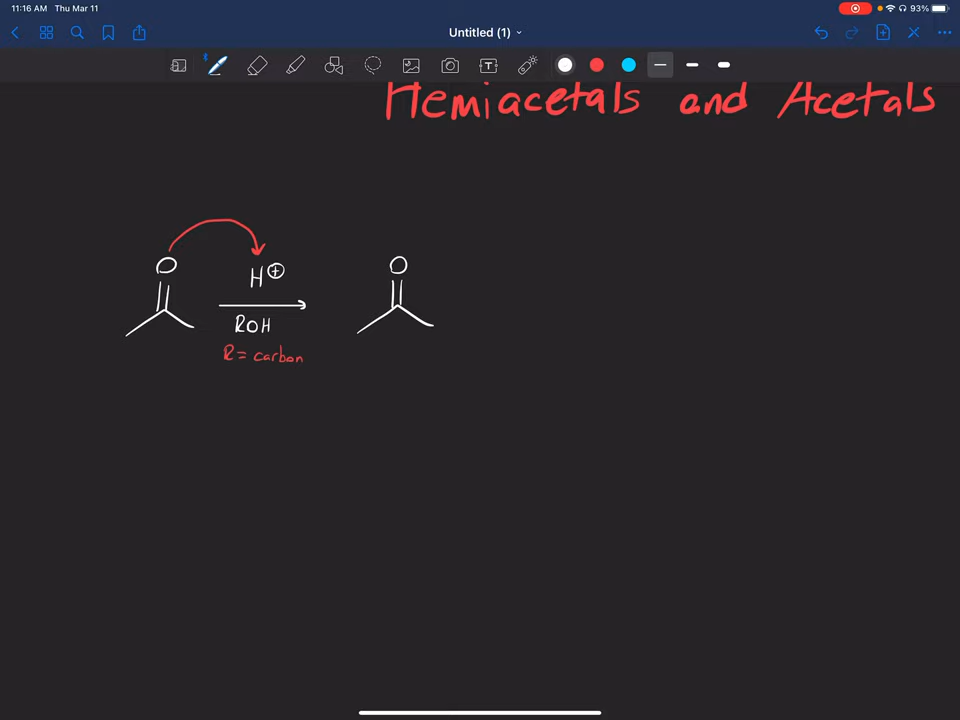 11:16 AM Thu Mar 11
93%
Untitled (1)
Hemiacetals and Acetals
O
H⊕
O
ROH
R = carbon